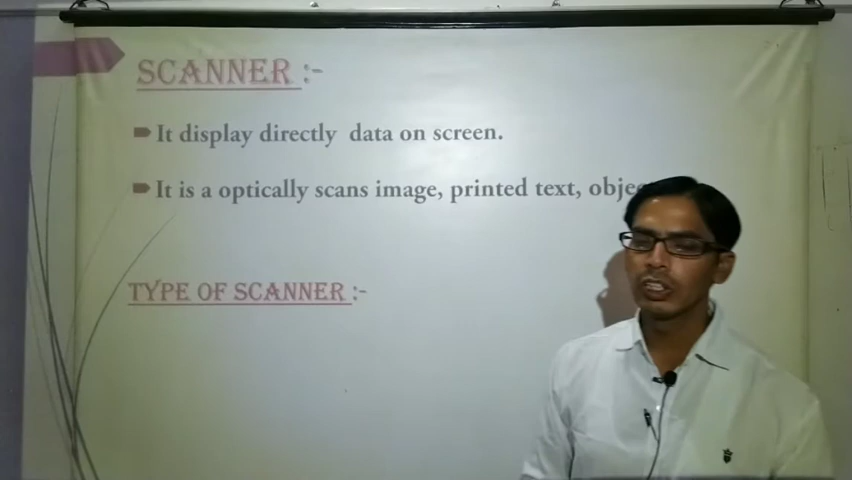 SCANNER :-
It display directly data on screen.
It is a optically scans image, printed text,
TYPE OF SCANNER :-